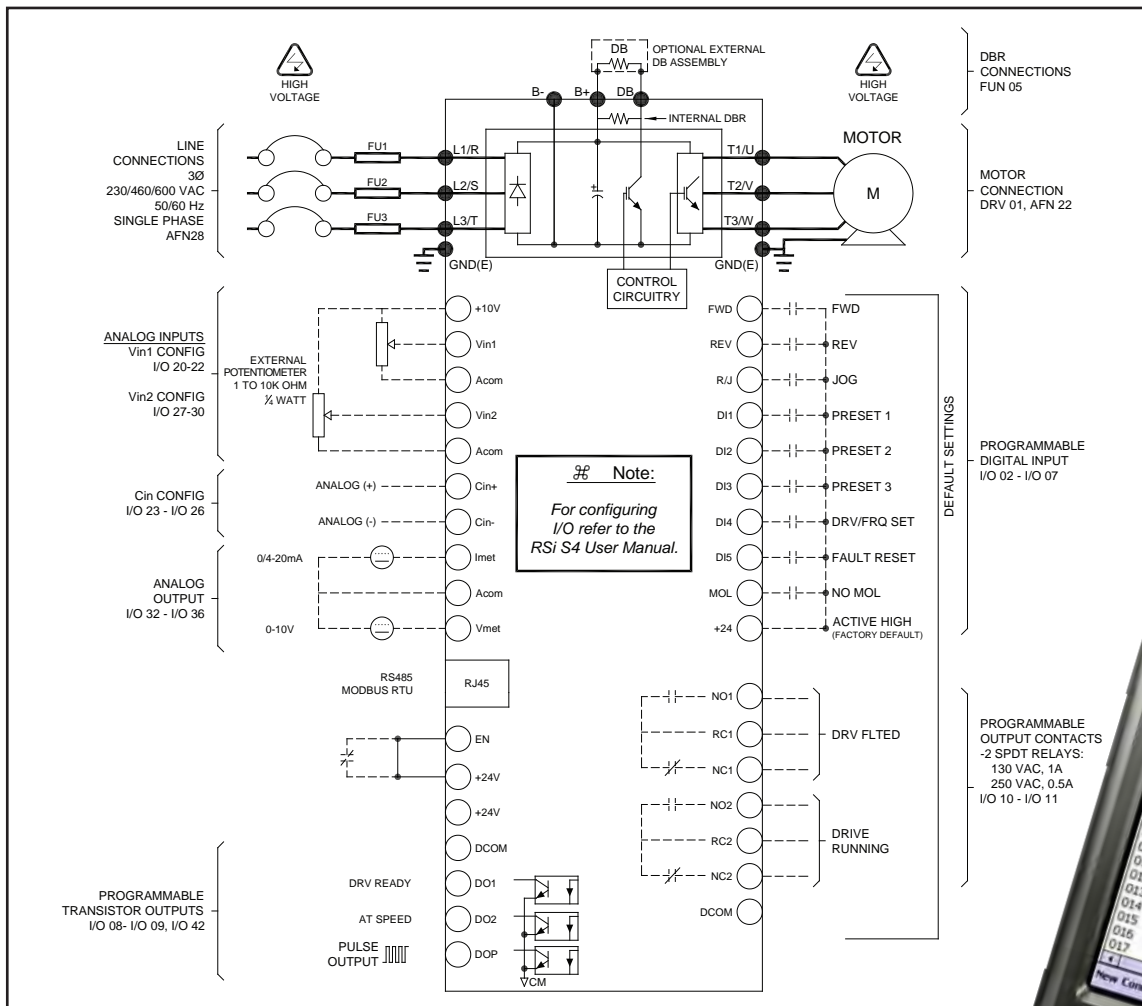 DB
OPTIONAL EXTERNAL
DB ASSEMBLY
HIGH
VOLTAGE
HIGH
VOLTAGE
DBR
CONNECTIONS
FUN 05
B-
B+
DB
INTERNAL DBR
LINE
CONNECTIONS
3Ø
230/460/600 VAC
50/60 Hz
SINGLE PHASE
AFN28
FU1
FU2
FU3
L1/R
L2/S
L3/T
GND(E)
+
T1/U
T2/V
T3/W
GND(E)
MOTOR
M
MOTOR
CONNECTION
DRV 01, AFN 22
CONTROL
CIRCUITRY
ANALOG INPUTS
Vin1 CONFIG
I/O 20-22
Vin2 CONFIG
I/O 27-30
EXTERNAL
POTENTIOMETER
1 TO 10K OHM
¼ WATT
+10V
Vin1
Acom
Vin2
Acom
Cin CONFIG
I/O 23 - I/O 26
ANALOG (+)
Cin+
ANALOG (-)
Cin-
ANALOG
OUTPUT
I/O 32 - I/O 36
0/4-20mA
Imet
Acom
0-10V
Vmet
⌘ Note:
For configuring
I/O refer to the
RSi S4 User Manual.
FWD
FWD
REV
REV
R/J
JOG
DI1
PRESET 1
DI2
PRESET 2
DI3
PRESET 3
DI4
DRV/FRQ SET
DI5
FAULT RESET
MOL
NO MOL
+24
ACTIVE HIGH
(FACTORY DEFAULT)
DEFAULT SETTINGS
PROGRAMMABLE
DIGITAL INPUT
I/O 02 - I/O 07
RS485
MODBUS RTU
RJ45
EN
+24V
+24V
DCOM
PROGRAMMABLE
TRANSISTOR OUTPUTS
I/O 08- I/O 09, I/O 42
DRV READY
DO1
AT SPEED
DO2
PULSE
OUTPUT
DOP
CM
NO1
RC1
NC1
DRV FLTED
NO2
RC2
NC2
DRIVE
RUNNING
DCOM
PROGRAMMABLE
OUTPUT CONTACTS
-2 SPDT RELAYS:
130 VAC, 1A
250 VAC, 0.5A
I/O 10 - I/O 11
014
015
016
017